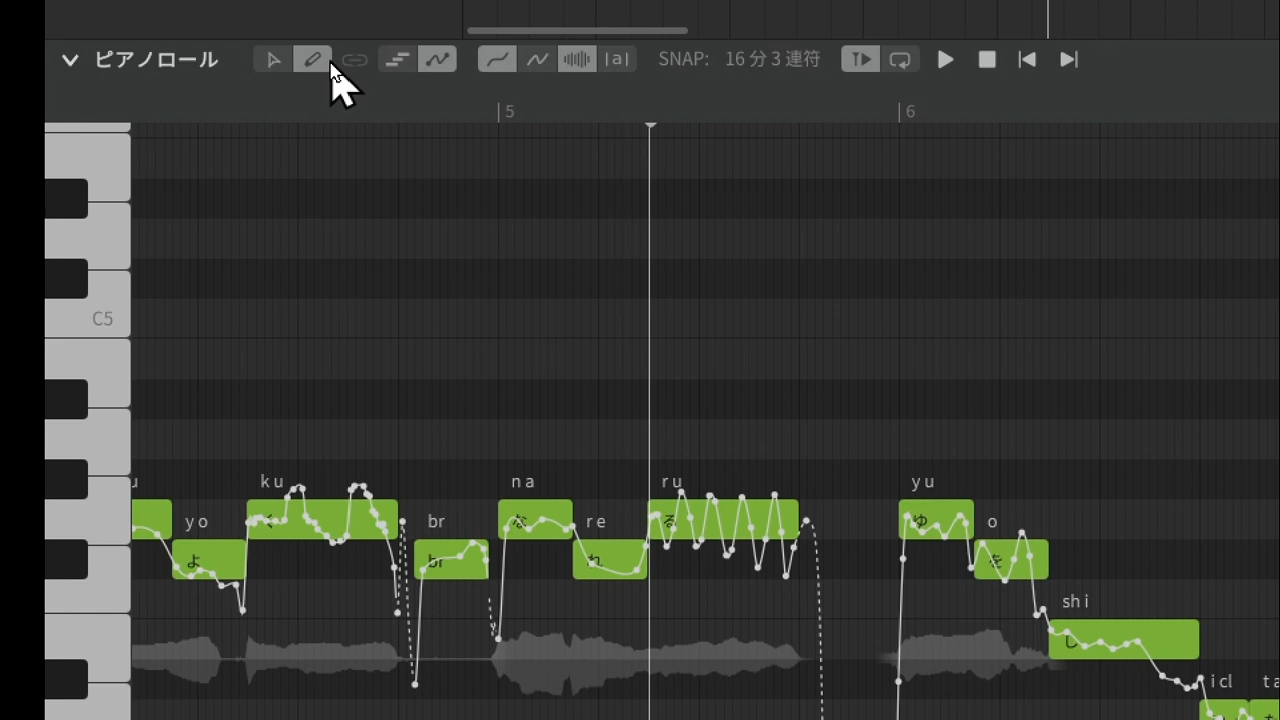 ピアノロール |a| SNAP: 16分3連符
5 6
C5
u yo ku br na re ru yu o shi icl ta
よ く br な れ る ゆ を し